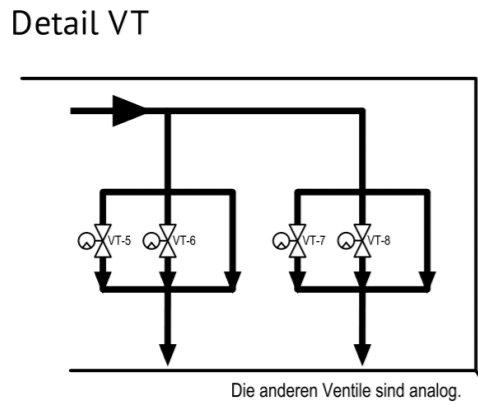 Detail VT
VT-5 VT-6 VT-7 VT-8
Die anderen Ventile sind analog.